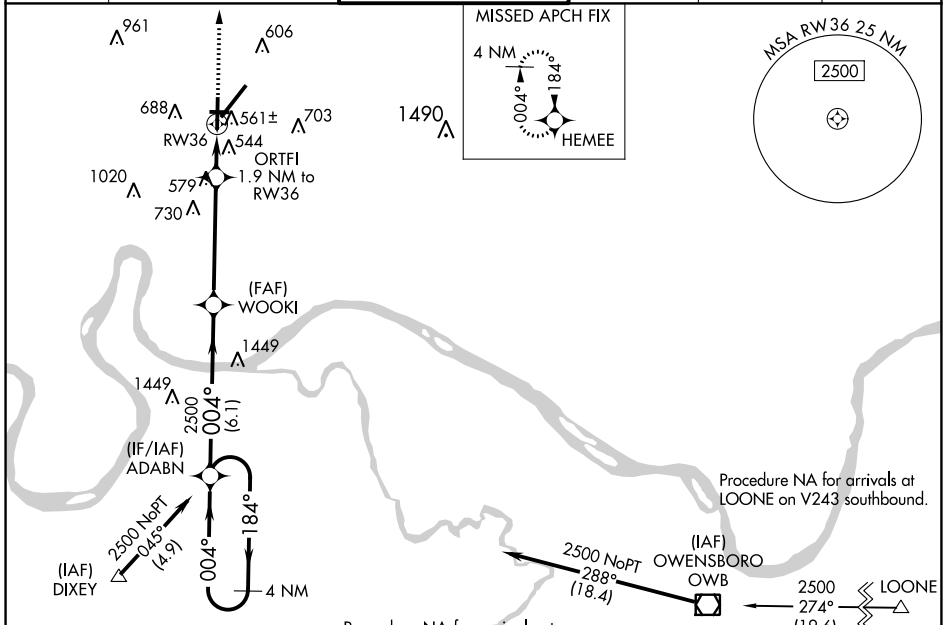 961
606
MISSED APCH FIX
4 NM
004°
184°
HEMEE
MSA RW36 25 NM
2500
688
561±
703
1490
RW36
544
ORTFI
1.9 NM to
RW36
1020
579
730
(FAF)
WOOKI
1449
1449
2500
004°
(6.1)
(IF/IAF)
ADABN
2500 NoPT
045°
(4.9)
(IAF)
DIXEY
004°
184°
4 NM
Procedure NA for arrivals at
LOONE on V243 southbound.
(IAF)
OWENSBORO
OWB
2500 NoPT
288°
(18.4)
2500
274°
LOONE